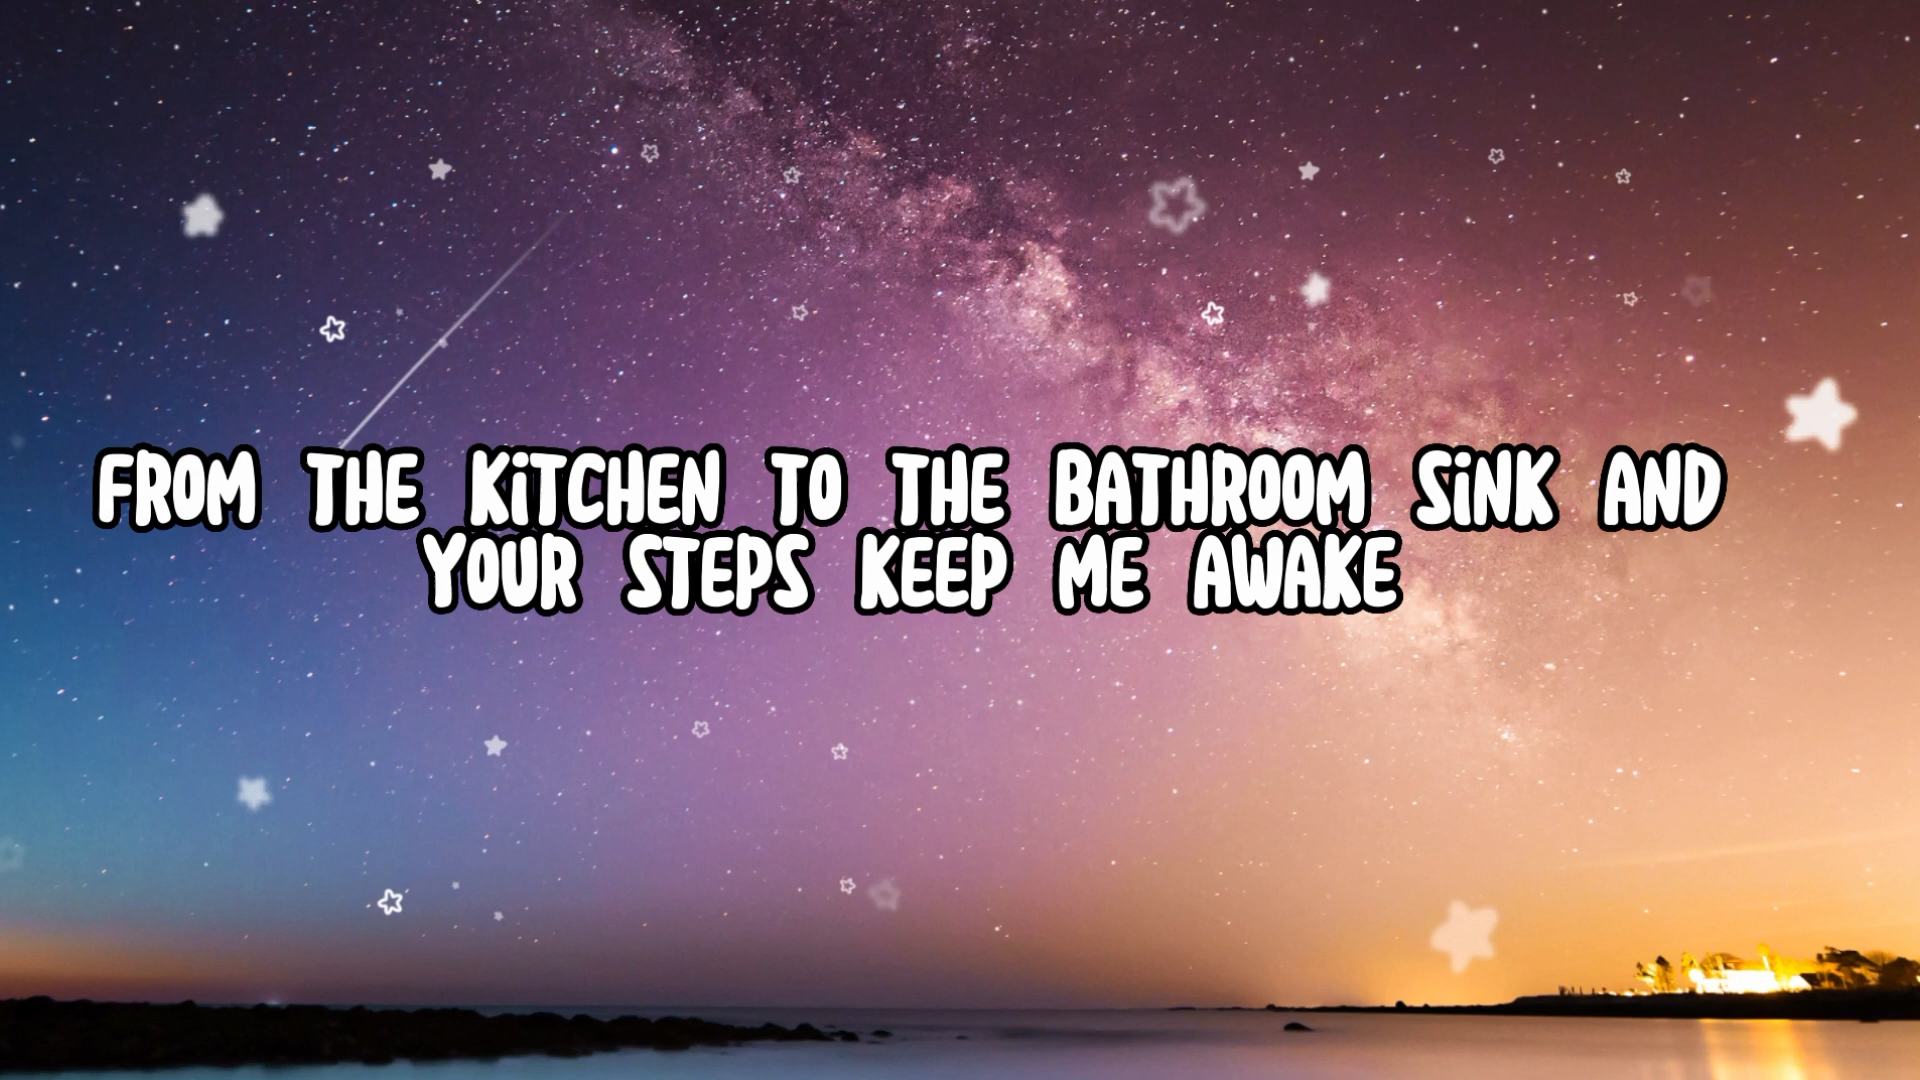 FROM THE KiTCHEN TO THE BATHROOM SiNK AND
YOUR STEPS KEEP ME AWAKE